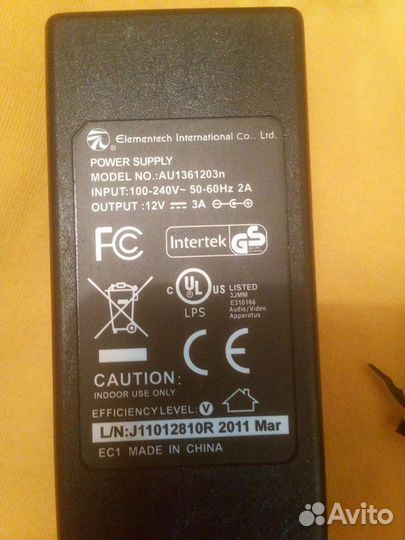 Elementech International Co., Ltd.
®
POWER SUPPLY
MODEL NO.:AU1361203n
INPUT:100-240V~ 50-60Hz 2A
OUTPUT :12V ⎓ 3A
FC
Intertek GS
c UL US LISTED
®
3JMM
E310166
Audio/Video
Apparatus
LPS
CE
CAUTION:
INDOOR USE ONLY
EFFICIENCY LEVEL: V
L/N:J11012810R 2011 Mar
EC1 MADE IN CHINA
Avito